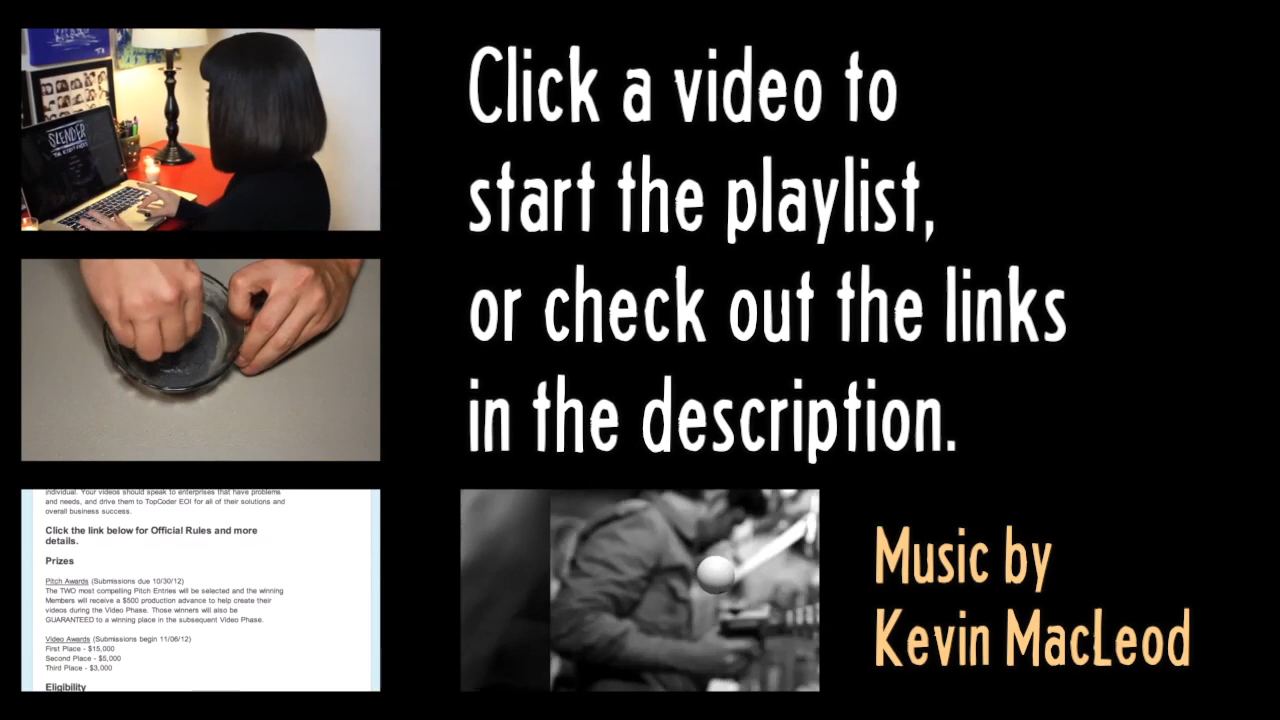 Click a video to
start the playlist,
or check out the links
in the description.
SLENDER
individual. Your videos should speak to enterprises that have problems
and needs, and drive them to TopCoder EOI for all of their solutions and
overall business success.
Click the link below for Official Rules and more
details.
Prizes
Pitch Awards (Submissions due 10/30/12)
The TWO most compelling Pitch Entries will be selected and the winning
Members will receive a $500 production advance to help create their
videos during the Video Phase. Those winners will also be
GUARANTEED to a winning place in the subsequent Video Phase.
Video Awards (Submissions begin 11/06/12)
First Place - $15,000
Second Place - $5,000
Third Place - $3,000
Eligibility
Music by
Kevin MacLeod